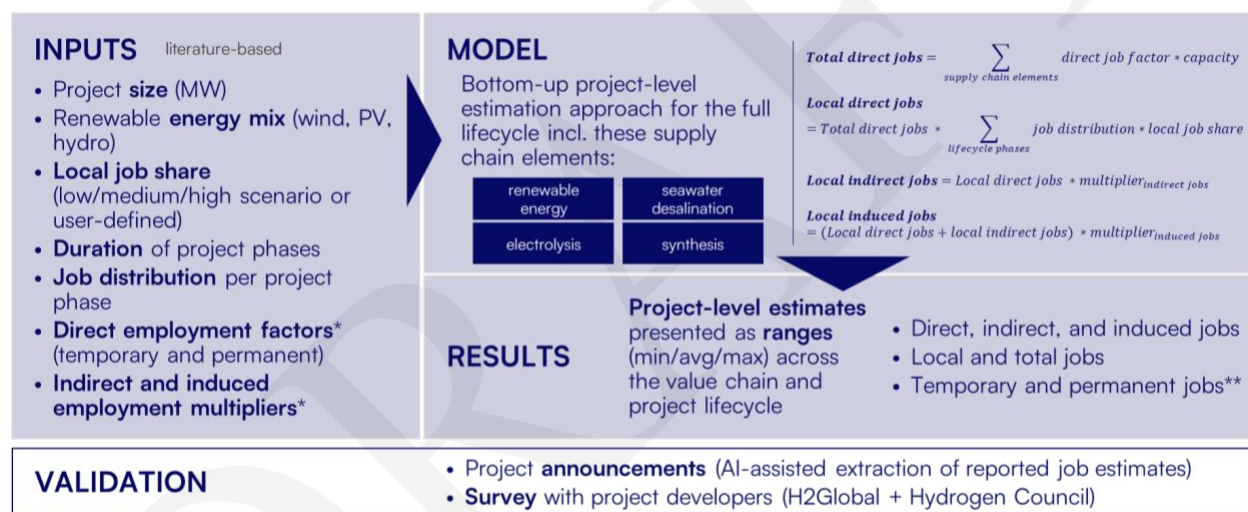 INPUTS literature-based
• Project size (MW)
• Renewable energy mix (wind, PV,
hydro)
• Local job share
(low/medium/high scenario or
user-defined)
• Duration of project phases
• Job distribution per project
phase
• Direct employment factors*
(temporary and permanent)
• Indirect and induced
employment multipliers*
MODEL
Bottom-up project-level
estimation approach for the full
lifecycle incl. these supply
chain elements:
renewable
energy
seawater
desalination
electrolysis
synthesis
Total direct jobs = ∑ direct job factor * capacity
supply chain elements
Local direct jobs
= Total direct jobs * ∑ job distribution * local job share
lifecycle phases
Local indirect jobs = Local direct jobs * multiplier indirect jobs
Local induced jobs
= (Local direct jobs + local indirect jobs) * multiplier induced jobs
RESULTS
Project-level estimates
presented as ranges
(min/avg/max) across
the value chain and
project lifecycle
• Direct, indirect, and induced jobs
• Local and total jobs
• Temporary and permanent jobs**
VALIDATION
• Project announcements (AI-assisted extraction of reported job estimates)
• Survey with project developers (H2Global + Hydrogen Council)